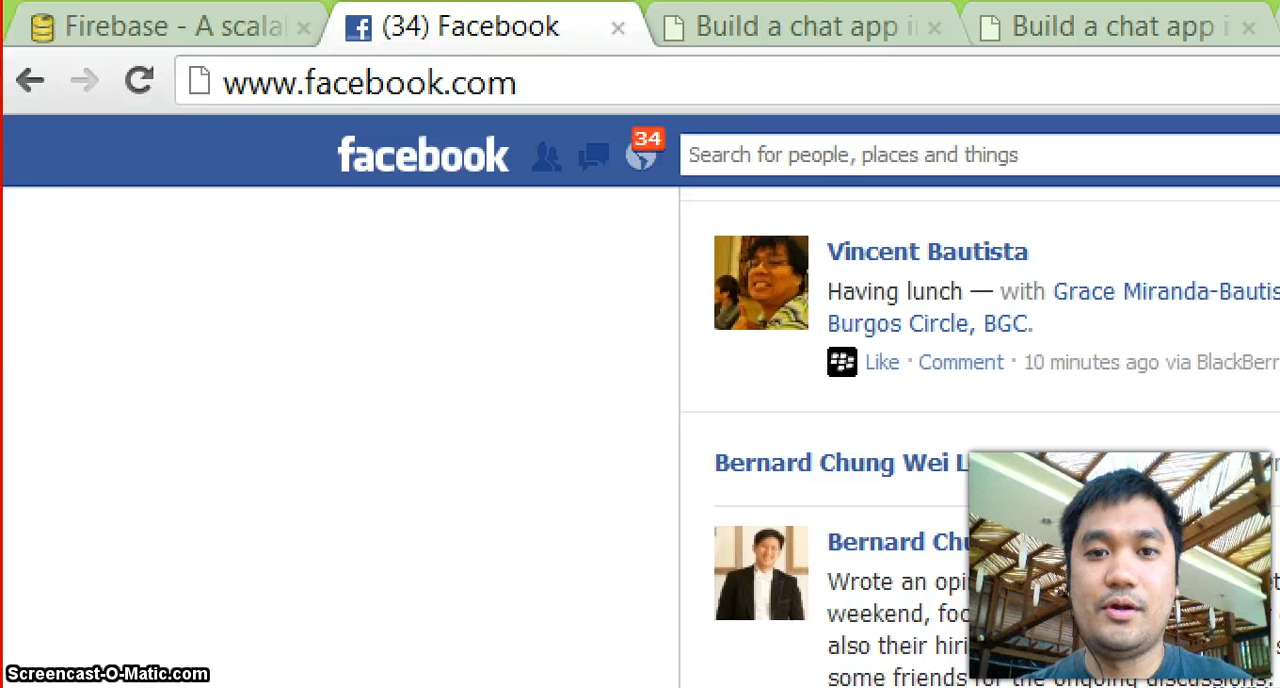 Firebase - A scala
(34) Facebook
Build a chat app i
Build a chat app i
www.facebook.com
facebook
34
Search for people, places and things
Vincent Bautista
Having lunch — with Grace Miranda-Bautis
Burgos Circle, BGC.
Like · Comment · 10 minutes ago via BlackBerr
Bernard Chung Wei L
Bernard Chu
Wrote an opi
weekend, foc
also their hiri
some friends for the ongoing discussions.
Screencast-O-Matic.com